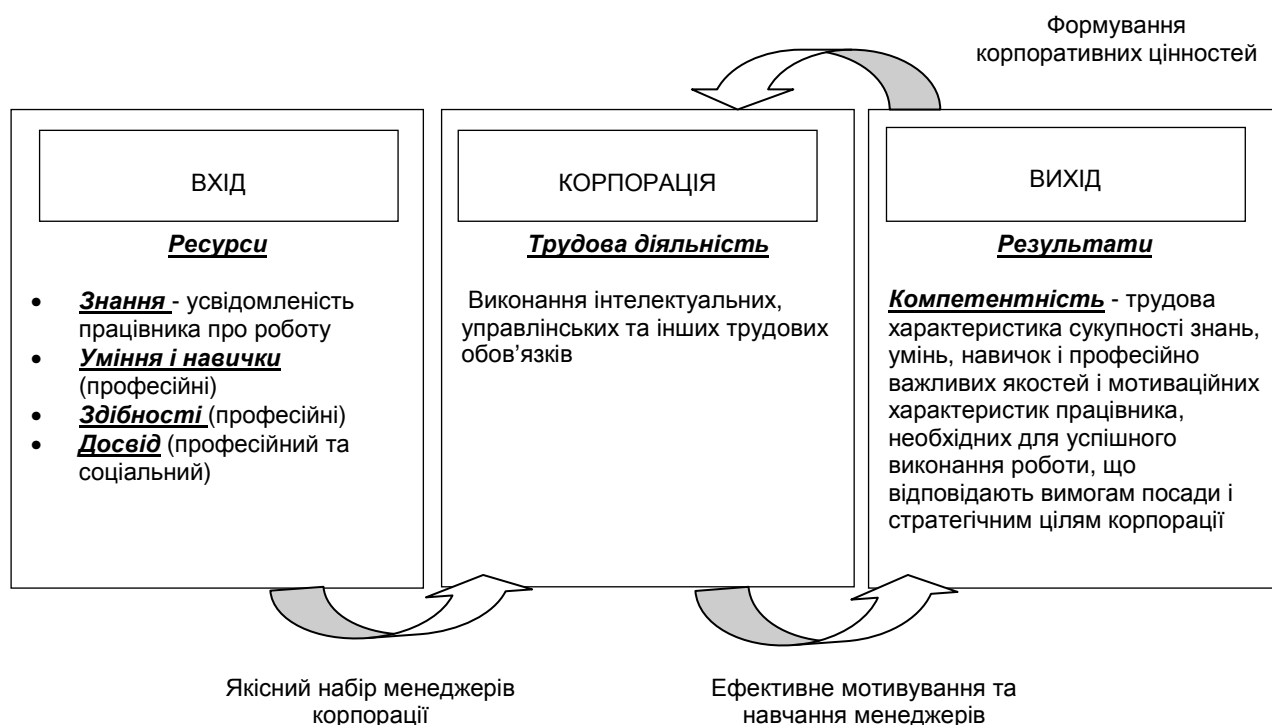 Формування
корпоративних цінностей
ВХІД
Ресурси
• Знання - усвідомленість
працівника про роботу
• Уміння і навички
(професійні)
• Здібності (професійні)
• Досвід (професійний та
соціальний)
КОРПОРАЦІЯ
Трудова діяльність
Виконання інтелектуальних,
управлінських та інших трудових
обов’язків
ВИХІД
Результати
Компетентність - трудова
характеристика сукупності знань,
умінь, навичок і професійно
важливих якостей і мотиваційних
характеристик працівника,
необхідних для успішного
виконання роботи, що
відповідають вимогам посади і
стратегічним цілям корпорації
Якісний набір менеджерів
корпорації
Ефективне мотивування та
навчання менеджерів